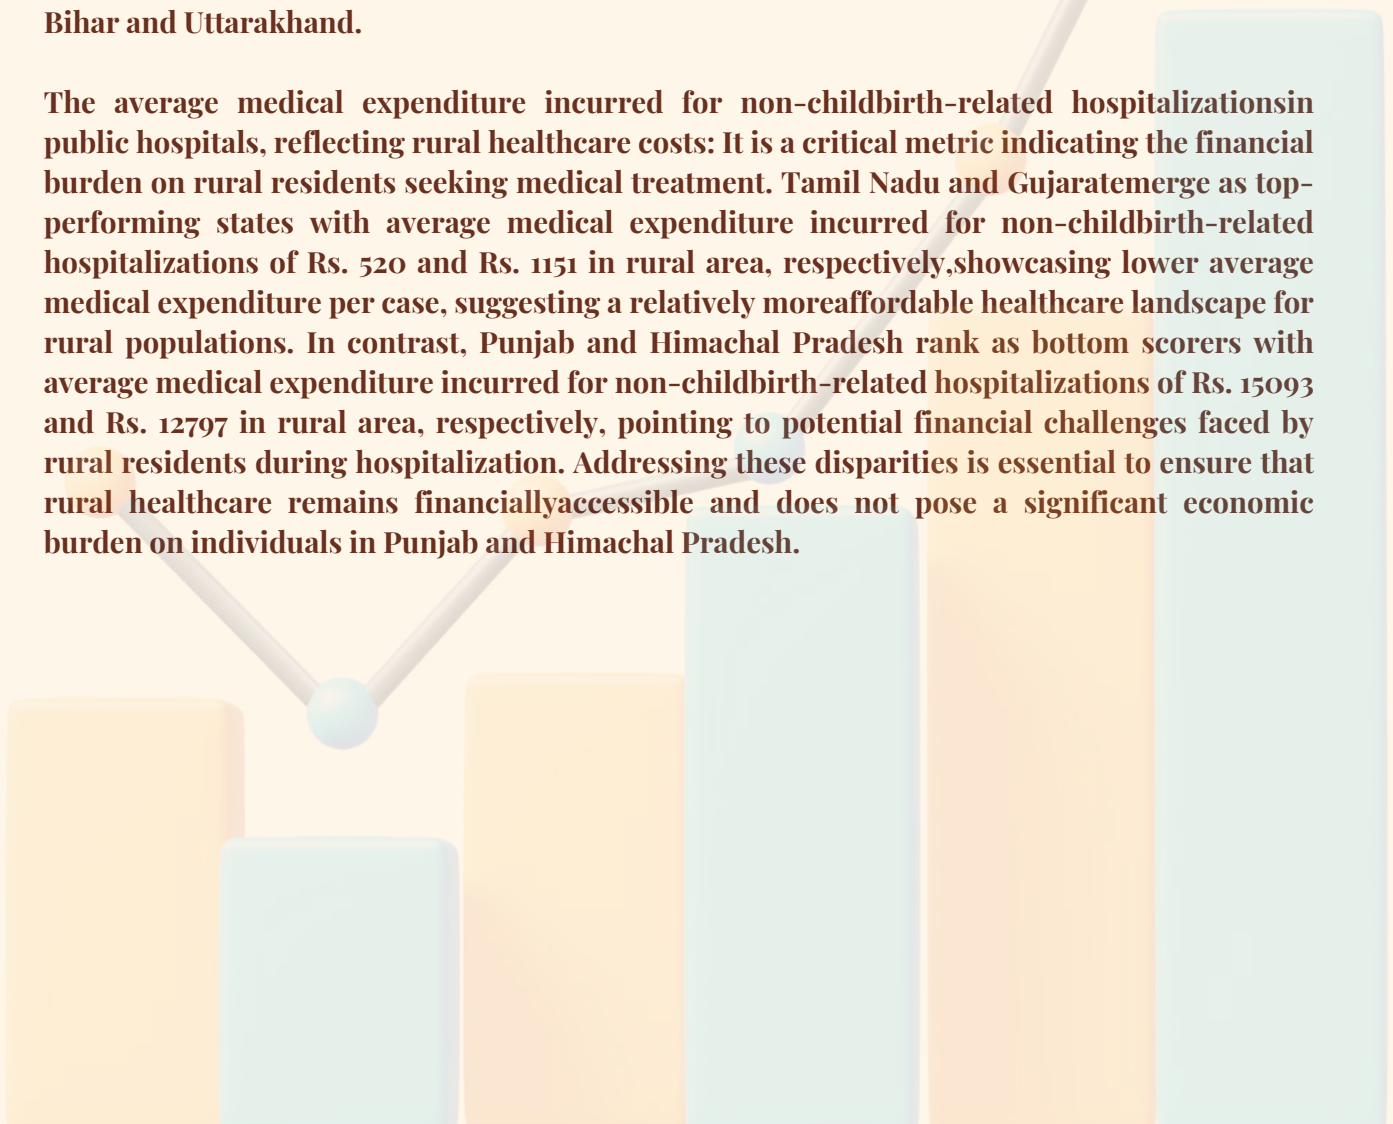 Bihar and Uttarakhand.
The average medical expenditure incurred for non-childbirth-related hospitalizationsin
public hospitals, reflecting rural healthcare costs: It is a critical metric indicating the financial
burden on rural residents seeking medical treatment. Tamil Nadu and Gujaratemerge as top-
performing states with average medical expenditure incurred for non-childbirth-related
hospitalizations of Rs. 520 and Rs. 1151 in rural area, respectively,showcasing lower average
medical expenditure per case, suggesting a relatively moreaffordable healthcare landscape for
rural populations. In contrast, Punjab and Himachal Pradesh rank as bottom scorers with
average medical expenditure incurred for non-childbirth-related hospitalizations of Rs. 15093
and Rs. 12797 in rural area, respectively, pointing to potential financial challenges faced by
rural residents during hospitalization. Addressing these disparities is essential to ensure that
rural healthcare remains financiallyaccessible and does not pose a significant economic
burden on individuals in Punjab and Himachal Pradesh.